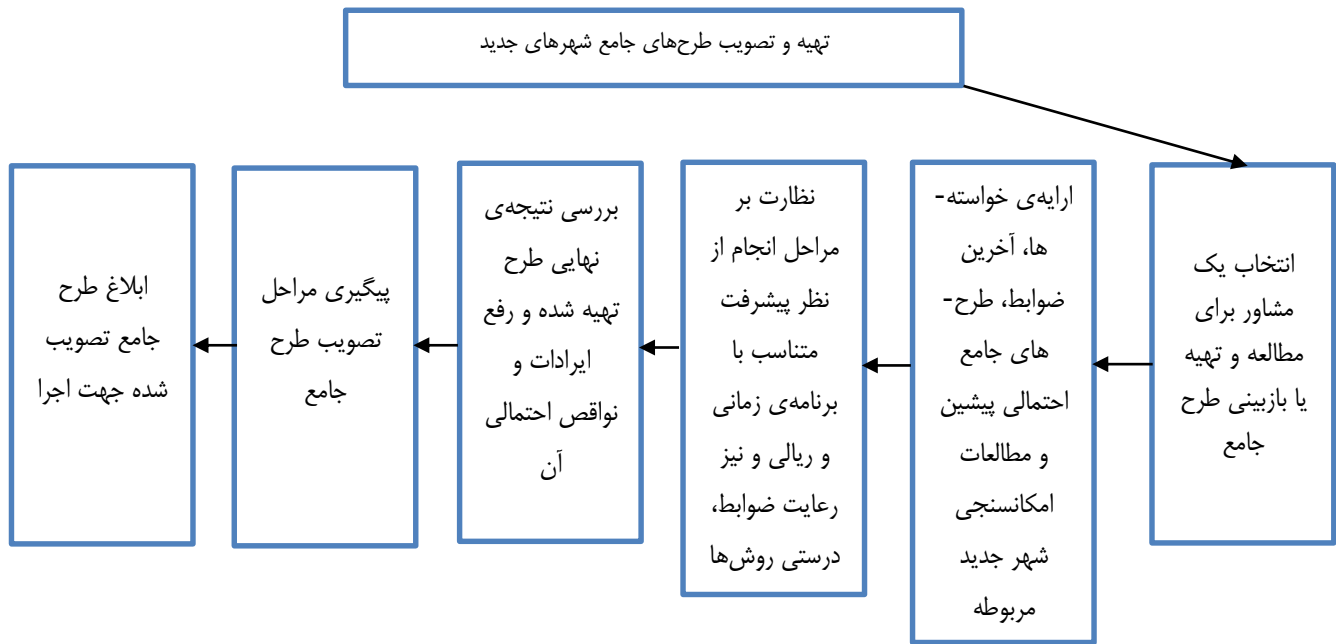 تهیه و تصویب طرح‌های جامع شهرهای جدید
انتخاب یک
مشاور برای
مطالعه و تهیه
یا بازبینی طرح
جامع
ارایه‌ی خواسته-
ها، آخرین
ضوابط، طرح-
های جامع
احتمالی پیشین
و مطالعات
امکانسنجی
شهر جدید
مربوطه
نظارت بر
مراحل انجام از
نظر پیشرفت
متناسب با
برنامه‌ی زمانی
و ریالی و نیز
رعایت ضوابط،
درستی روش‌ها
بررسی نتیجه‌ی
نهایی طرح
تهیه شده و رفع
ایرادات و
نواقص احتمالی
آن
پیگیری مراحل
تصویب طرح
جامع
ابلاغ طرح
جامع تصویب
شده جهت اجرا